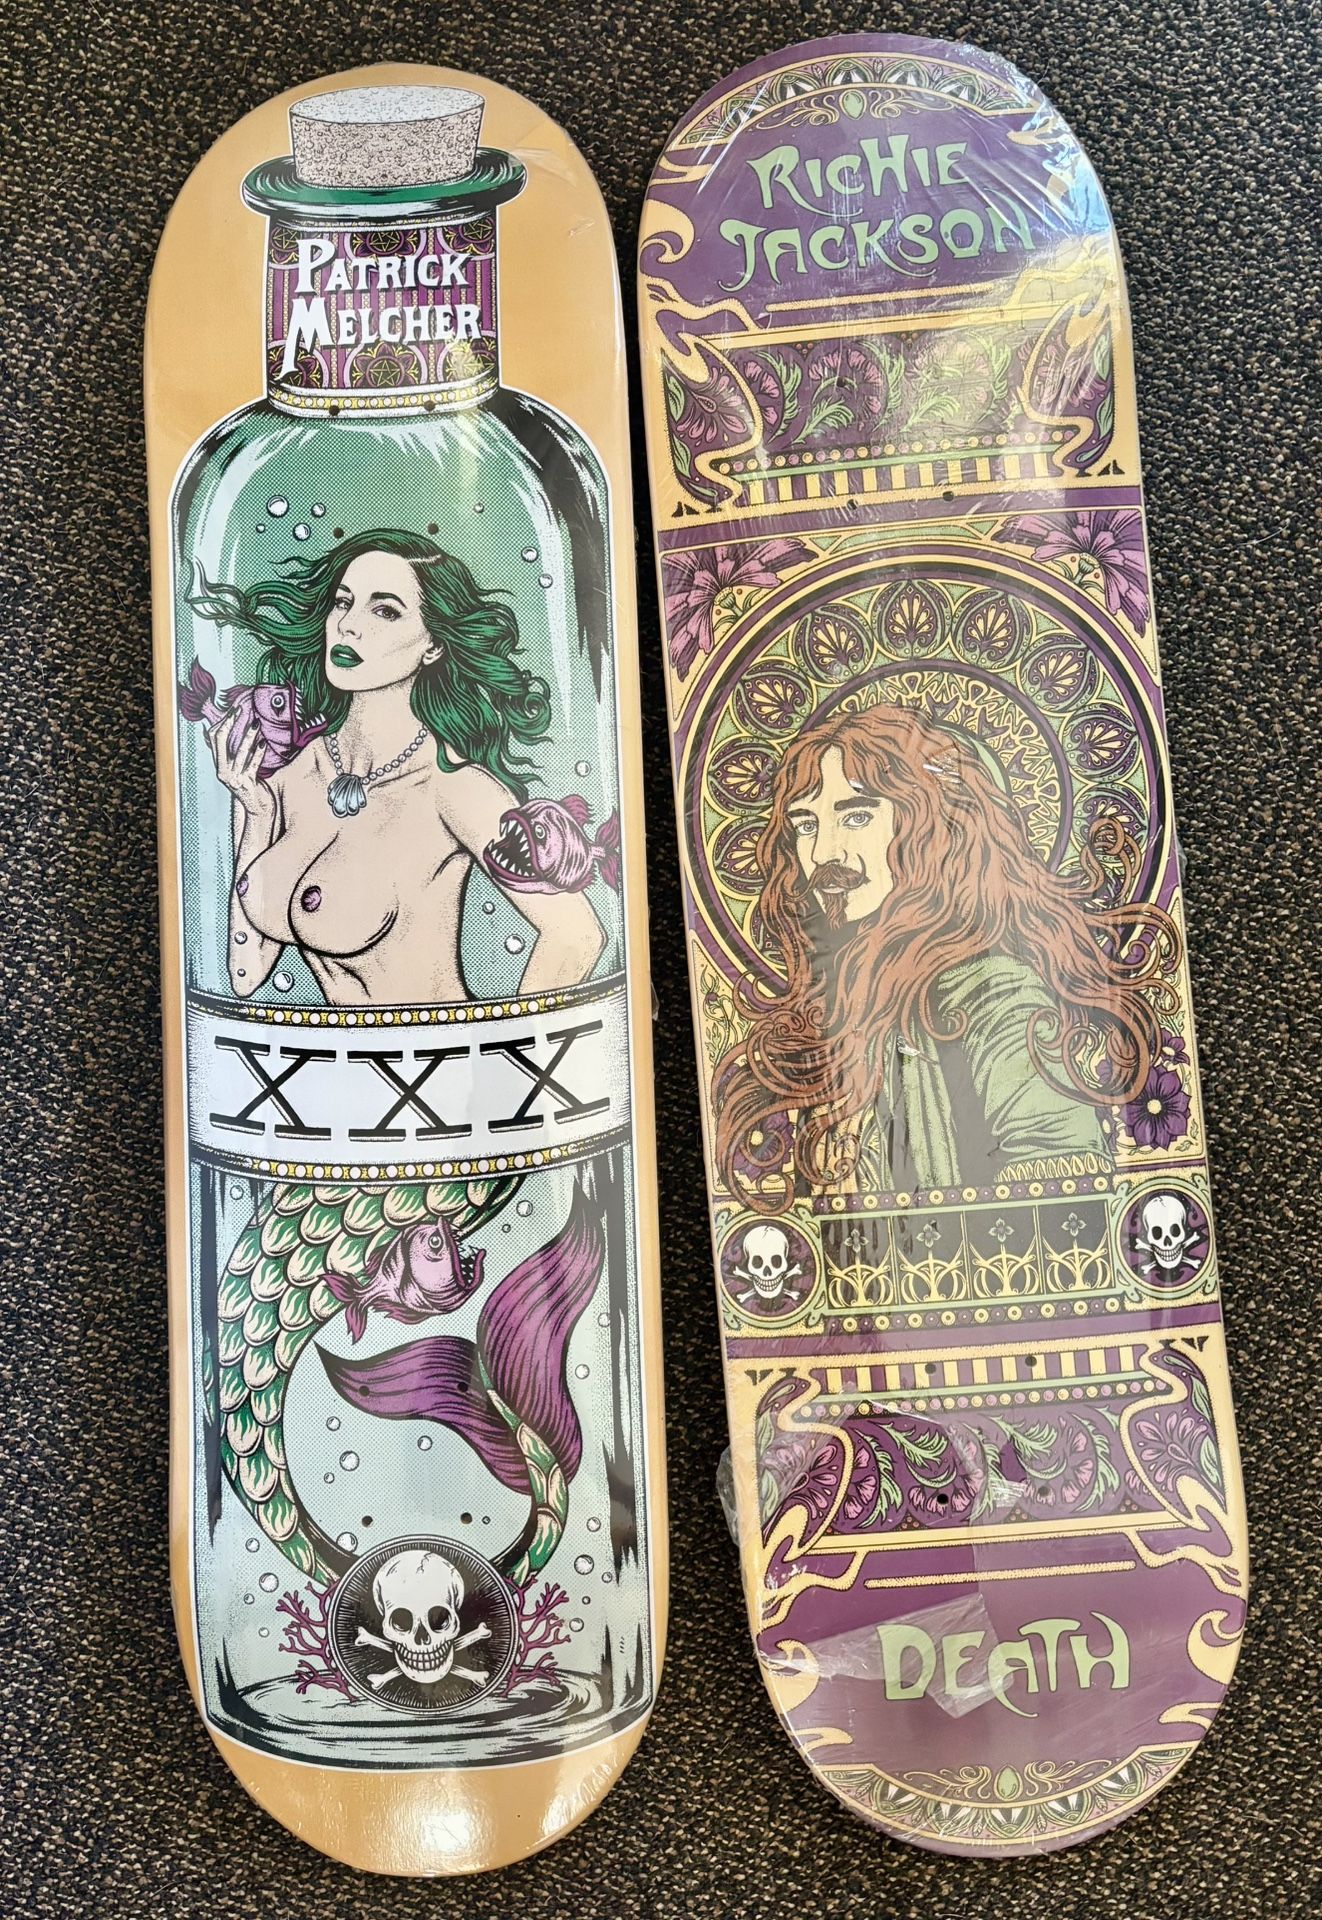 PATRICK
MELCHER
XXX
RICHIE
JACKSON
DEATH